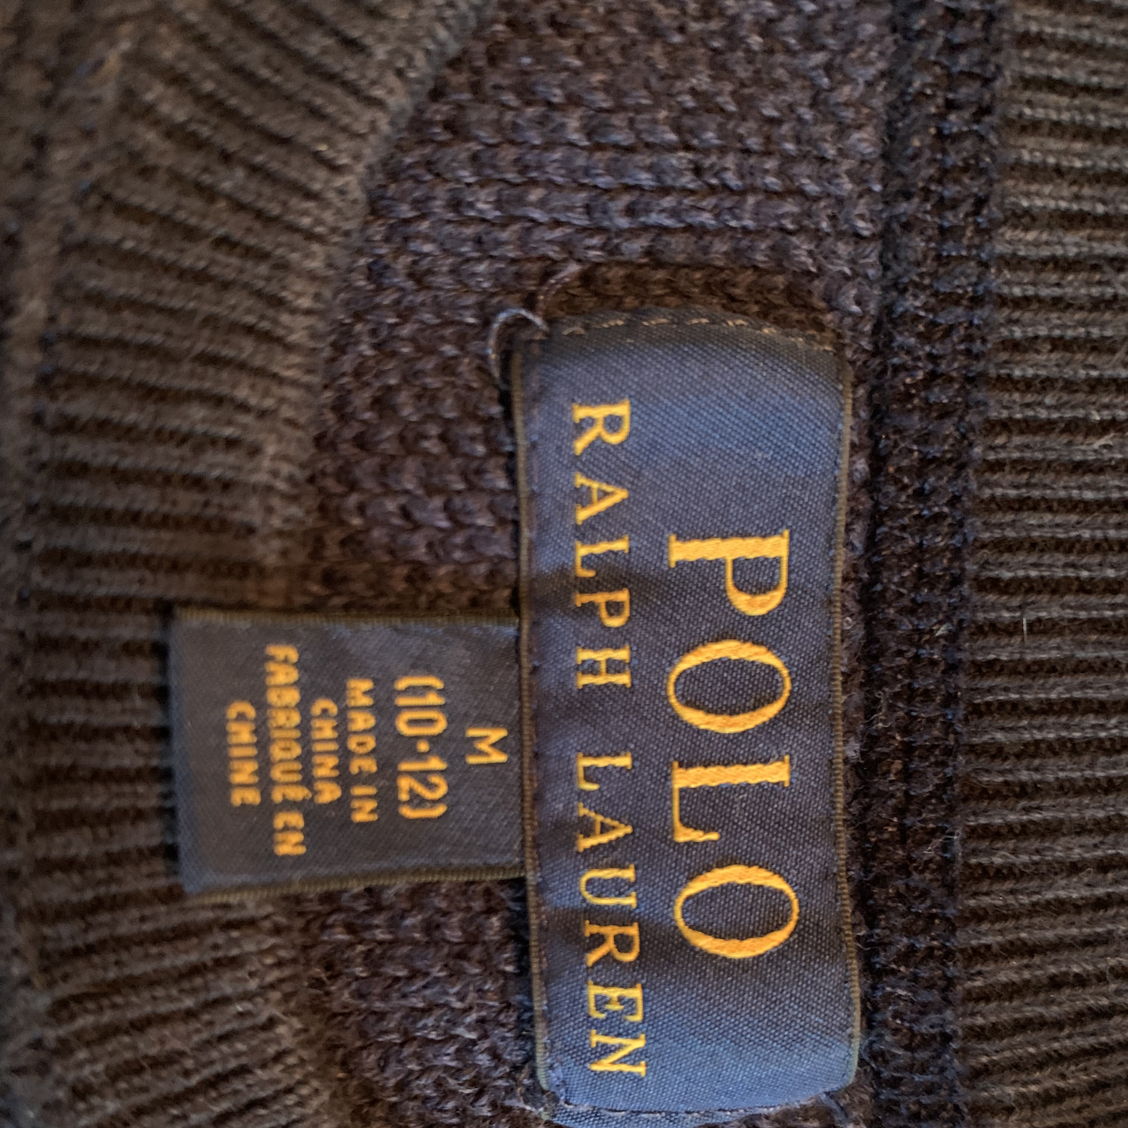 POLO
RALPH LAUREN
M
(10-12)
MADE IN
CHINA
FABRIQUÉ EN
CHINE